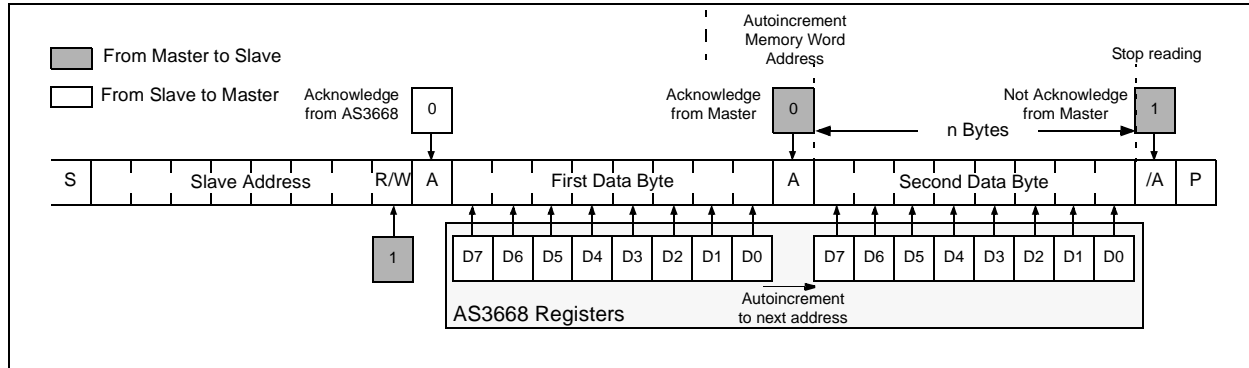 Autoincrement
Memory Word
Address
From Master to Slave
Stop reading
From Slave to Master
Acknowledge
from AS3668
0
Acknowledge
from Master
0
Not Acknowledge
from Master
1
n Bytes
S Slave Address R/W A First Data Byte A Second Data Byte /A P
1
D7 D6 D5 D4 D3 D2 D1 D0
D7 D6 D5 D4 D3 D2 D1 D0
Autoincrement
to next address
AS3668 Registers